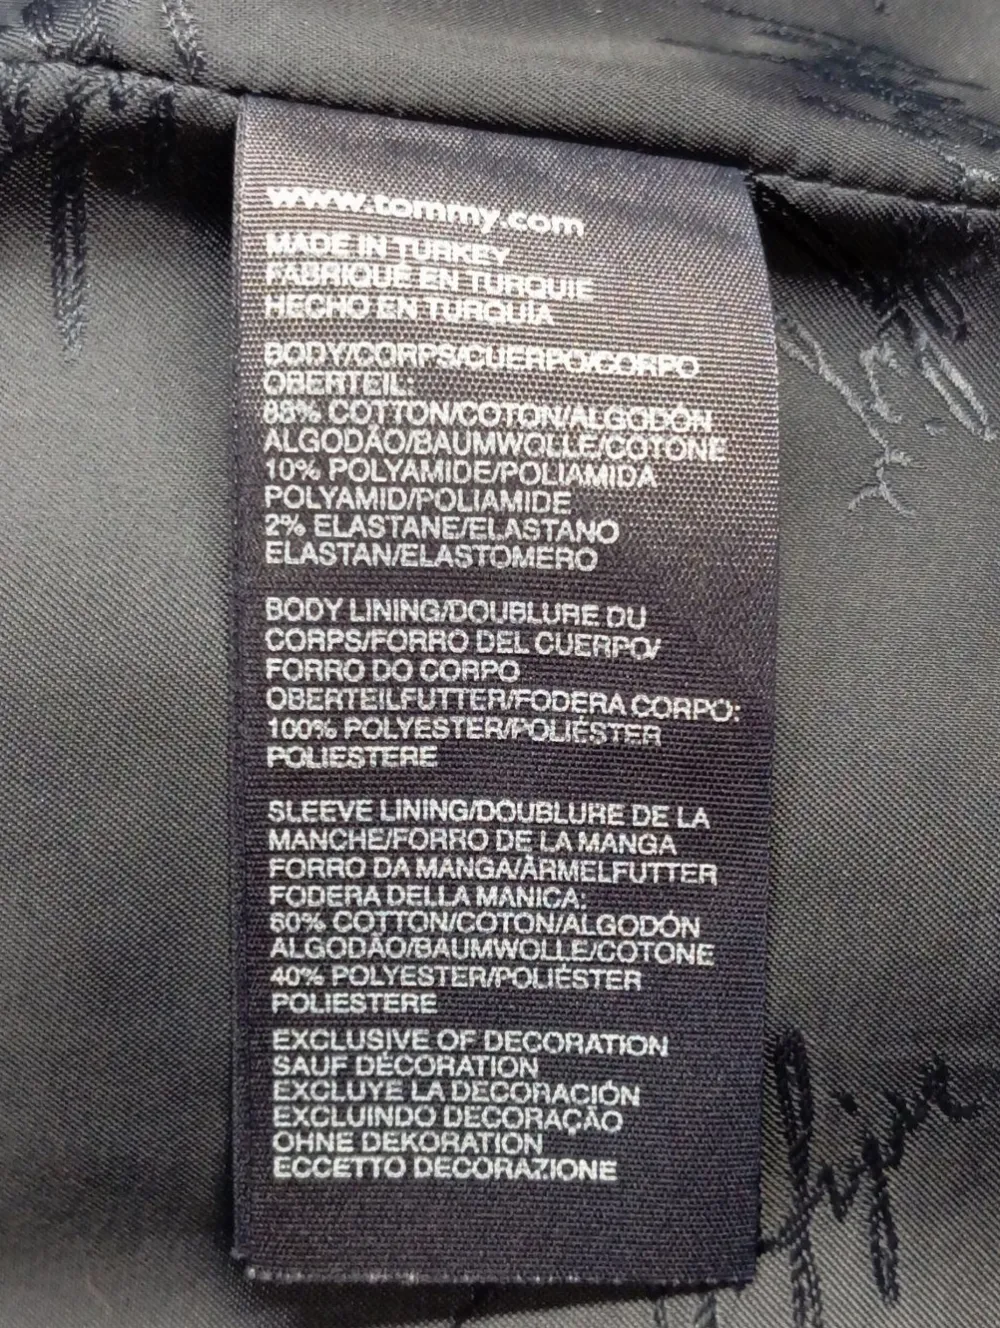 www.tommy.com
MADE IN TURKEY
FABRIQUÉ EN TURQUIE
HECHO EN TURQUÍA
BODY/CORPS/CUERPO/CORPO
OBERTEIL:
88% COTTON/COTON/ALGODÓN
ALGODÃO/BAUMWOLLE/COTONE
10% POLYAMIDE/POLIAMIDA
POLYAMID/POLIAMIDE
2% ELASTANE/ELASTANO
ELASTAN/ELASTOMERO
BODY LINING/DOUBLURE DU
CORPS/FORRO DEL CUERPO/
FORRO DO CORPO
OBERTEILFUTTER/FODERA CORPO:
100% POLYESTER/POLIÉSTER
POLIESTERE
SLEEVE LINING/DOUBLURE DE LA
MANCHE/FORRO DE LA MANGA
FORRO DA MANGA/ÄRMELFUTTER
FODERA DELLA MANICA:
60% COTTON/COTON/ALGODÓN
ALGODÃO/BAUMWOLLE/COTONE
40% POLYESTER/POLIÉSTER
POLIESTERE
EXCLUSIVE OF DECORATION
SAUF DÉCORATION
EXCLUYE LA DECORACIÓN
EXCLUINDO DECORAÇÃO
OHNE DEKORATION
ECCETTO DECORAZIONE